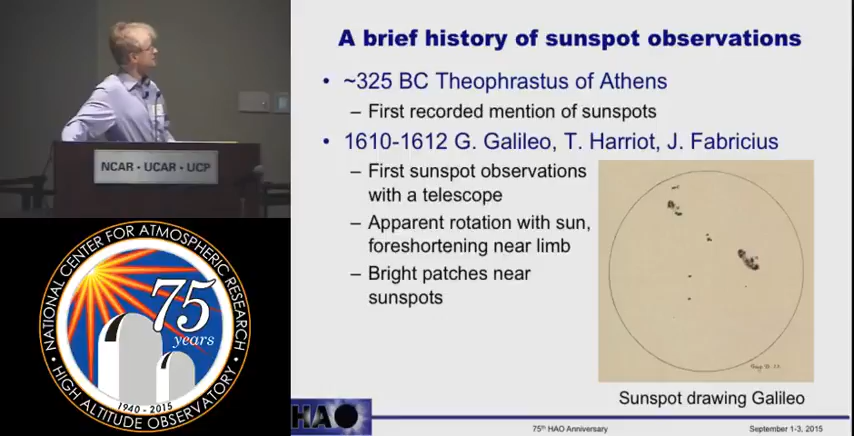 A brief history of sunspot observations
• ~325 BC Theophrastus of Athens
– First recorded mention of sunspots
• 1610-1612 G. Galileo, T. Harriot, J. Fabricius
– First sunspot observations
with a telescope
– Apparent rotation with sun,
foreshortening near limb
– Bright patches near
sunspots
Sunspot drawing Galileo
NCAR - UCAR - UCP
NATIONAL CENTER FOR ATMOSPHERIC RESEARCH
75
years
1940 - 2015
HIGH ALTITUDE OBSERVATORY
HAO
75th HAO Anniversary
September 1-3, 2015